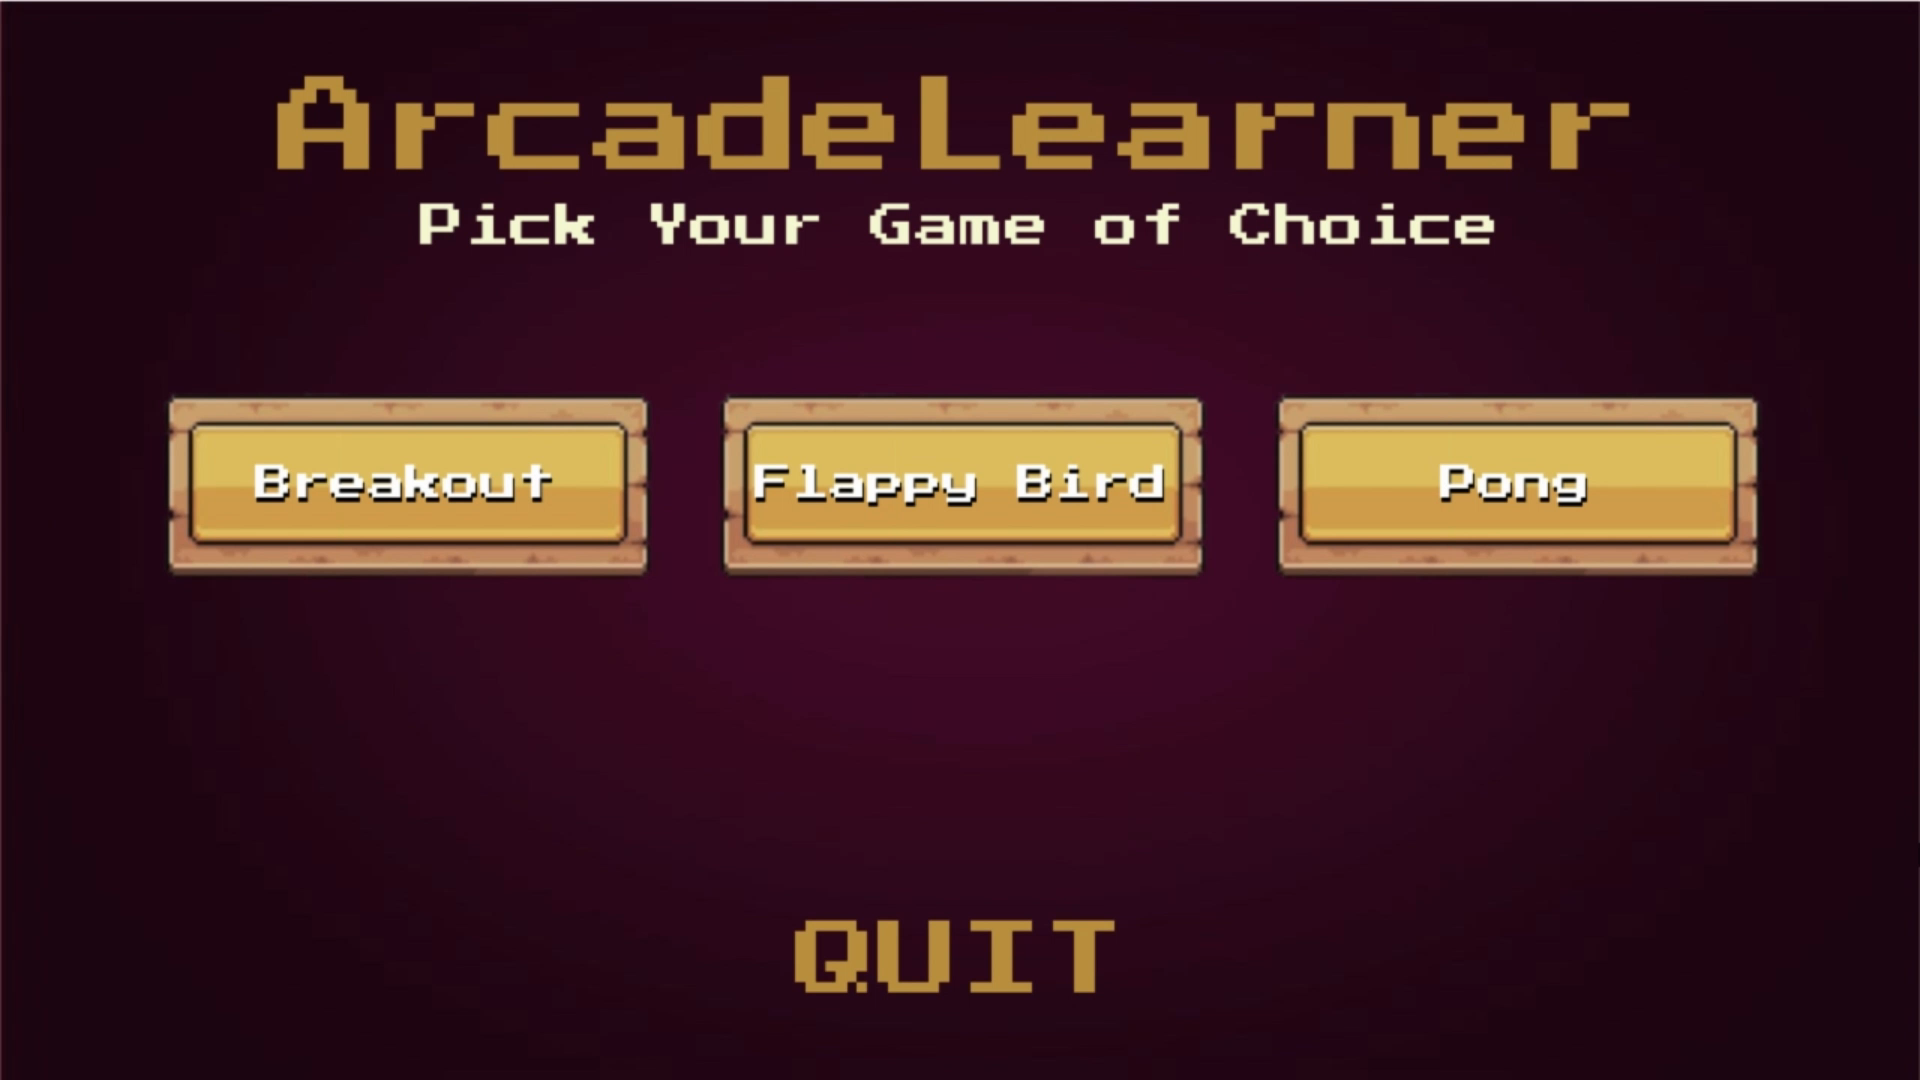 ArcadeLearner
Pick Your Game of Choice
Breakout
Flappy Bird
Pong
QUIT